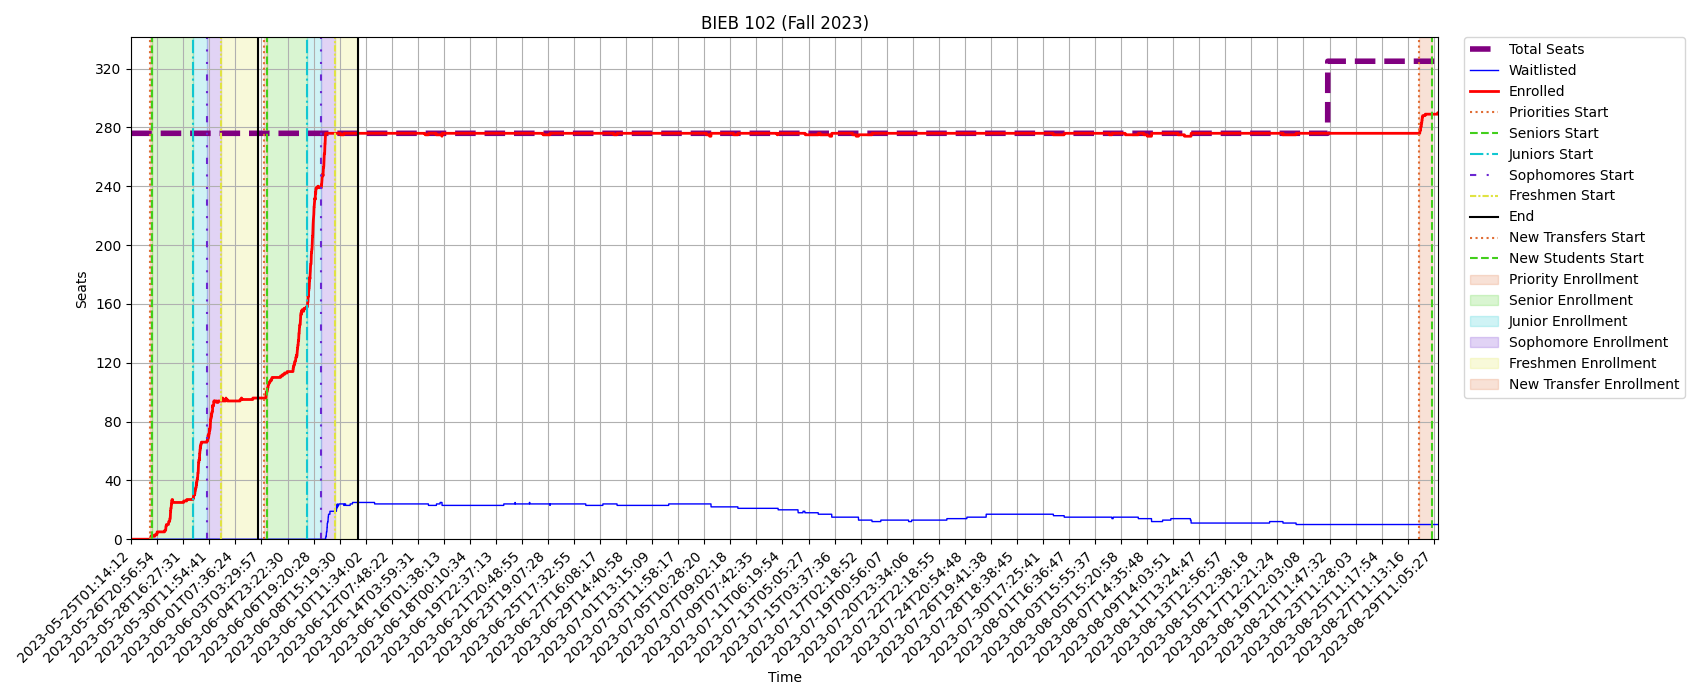 BIEB 102 (Fall 2023)
Seats
320
280
240
200
160
120
80
40
0
2023-05-25T01:14:12
2023-05-26T20:56:54
2023-05-28T16:27:31
2023-05-30T11:54:41
2023-06-01T07:36:24
2023-06-03T03:29:57
2023-06-04T23:22:30
2023-06-06T19:20:28
2023-06-08T15:19:30
2023-06-10T11:34:02
2023-06-12T07:48:22
2023-06-14T03:59:31
2023-06-16T01:38:13
2023-06-18T00:10:34
2023-06-19T22:37:13
2023-06-21T20:48:55
2023-06-23T19:07:28
2023-06-25T17:32:55
2023-06-27T16:08:17
2023-06-29T14:40:58
2023-07-01T13:15:09
2023-07-03T11:58:17
2023-07-05T10:28:20
2023-07-07T09:02:18
2023-07-09T07:42:35
2023-07-11T06:19:54
2023-07-13T05:05:27
2023-07-15T03:37:36
2023-07-17T02:18:52
2023-07-19T00:56:07
2023-07-20T23:34:06
2023-07-22T22:18:55
2023-07-24T20:54:48
2023-07-26T19:41:38
2023-07-28T18:38:45
2023-07-30T17:25:41
2023-08-01T16:36:47
2023-08-03T15:55:37
2023-08-05T15:20:58
2023-08-07T14:35:48
2023-08-09T14:03:51
2023-08-11T13:24:47
2023-08-13T12:56:57
2023-08-15T12:38:18
2023-08-17T12:21:24
2023-08-19T12:03:08
2023-08-21T11:47:32
2023-08-23T11:28:03
2023-08-25T11:17:54
2023-08-27T11:13:16
2023-08-29T11:05:27
Time
Total Seats
Waitlisted
Enrolled
Priorities Start
Seniors Start
Juniors Start
Sophomores Start
Freshmen Start
End
New Transfers Start
New Students Start
Priority Enrollment
Senior Enrollment
Junior Enrollment
Sophomore Enrollment
Freshmen Enrollment
New Transfer Enrollment